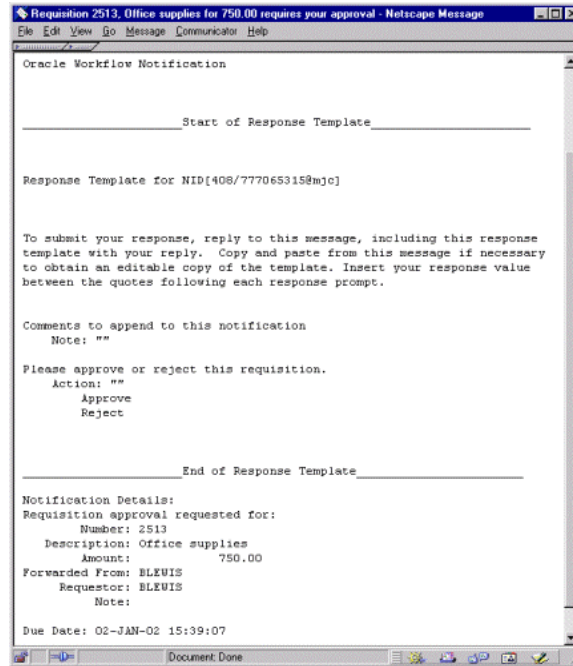 Requisition 2513, Office supplies for 750.00 requires your approval - Netscape Message
File Edit View Go Message Communicator Help
Oracle Workflow Notification
________________________Start of Response Template________________________
Response Template for NID[408/777065315@mjc]
To submit your response, reply to this message, including this response
template with your reply.  Copy and paste from this message if necessary
to obtain an editable copy of the template. Insert your response value
between the quotes following each response prompt.
Comments to append to this notification
Note: ""
Please approve or reject this requisition.
Action: ""
Approve
Reject
________________________End of Response Template________________________
Notification Details:
Requisition approval requested for:
Number: 2513
Description: Office supplies
Amount: 750.00
Forwarded From: BLEWIS
Requestor: BLEWIS
Note:
Due Date: 02-JAN-02 15:39:07
Document: Done